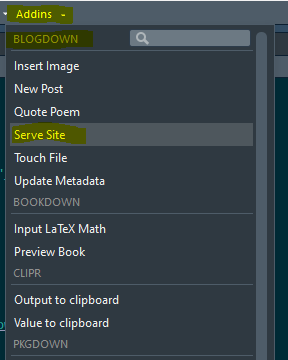 Addins
BLOGDOWN
Insert Image
New Post
Quote Poem
Serve Site
Touch File
Update Metadata
BOOKDOWN
Input LaTeX Math
Preview Book
CLIPR
Output to clipboard
Value to clipboard
PKGDOWN